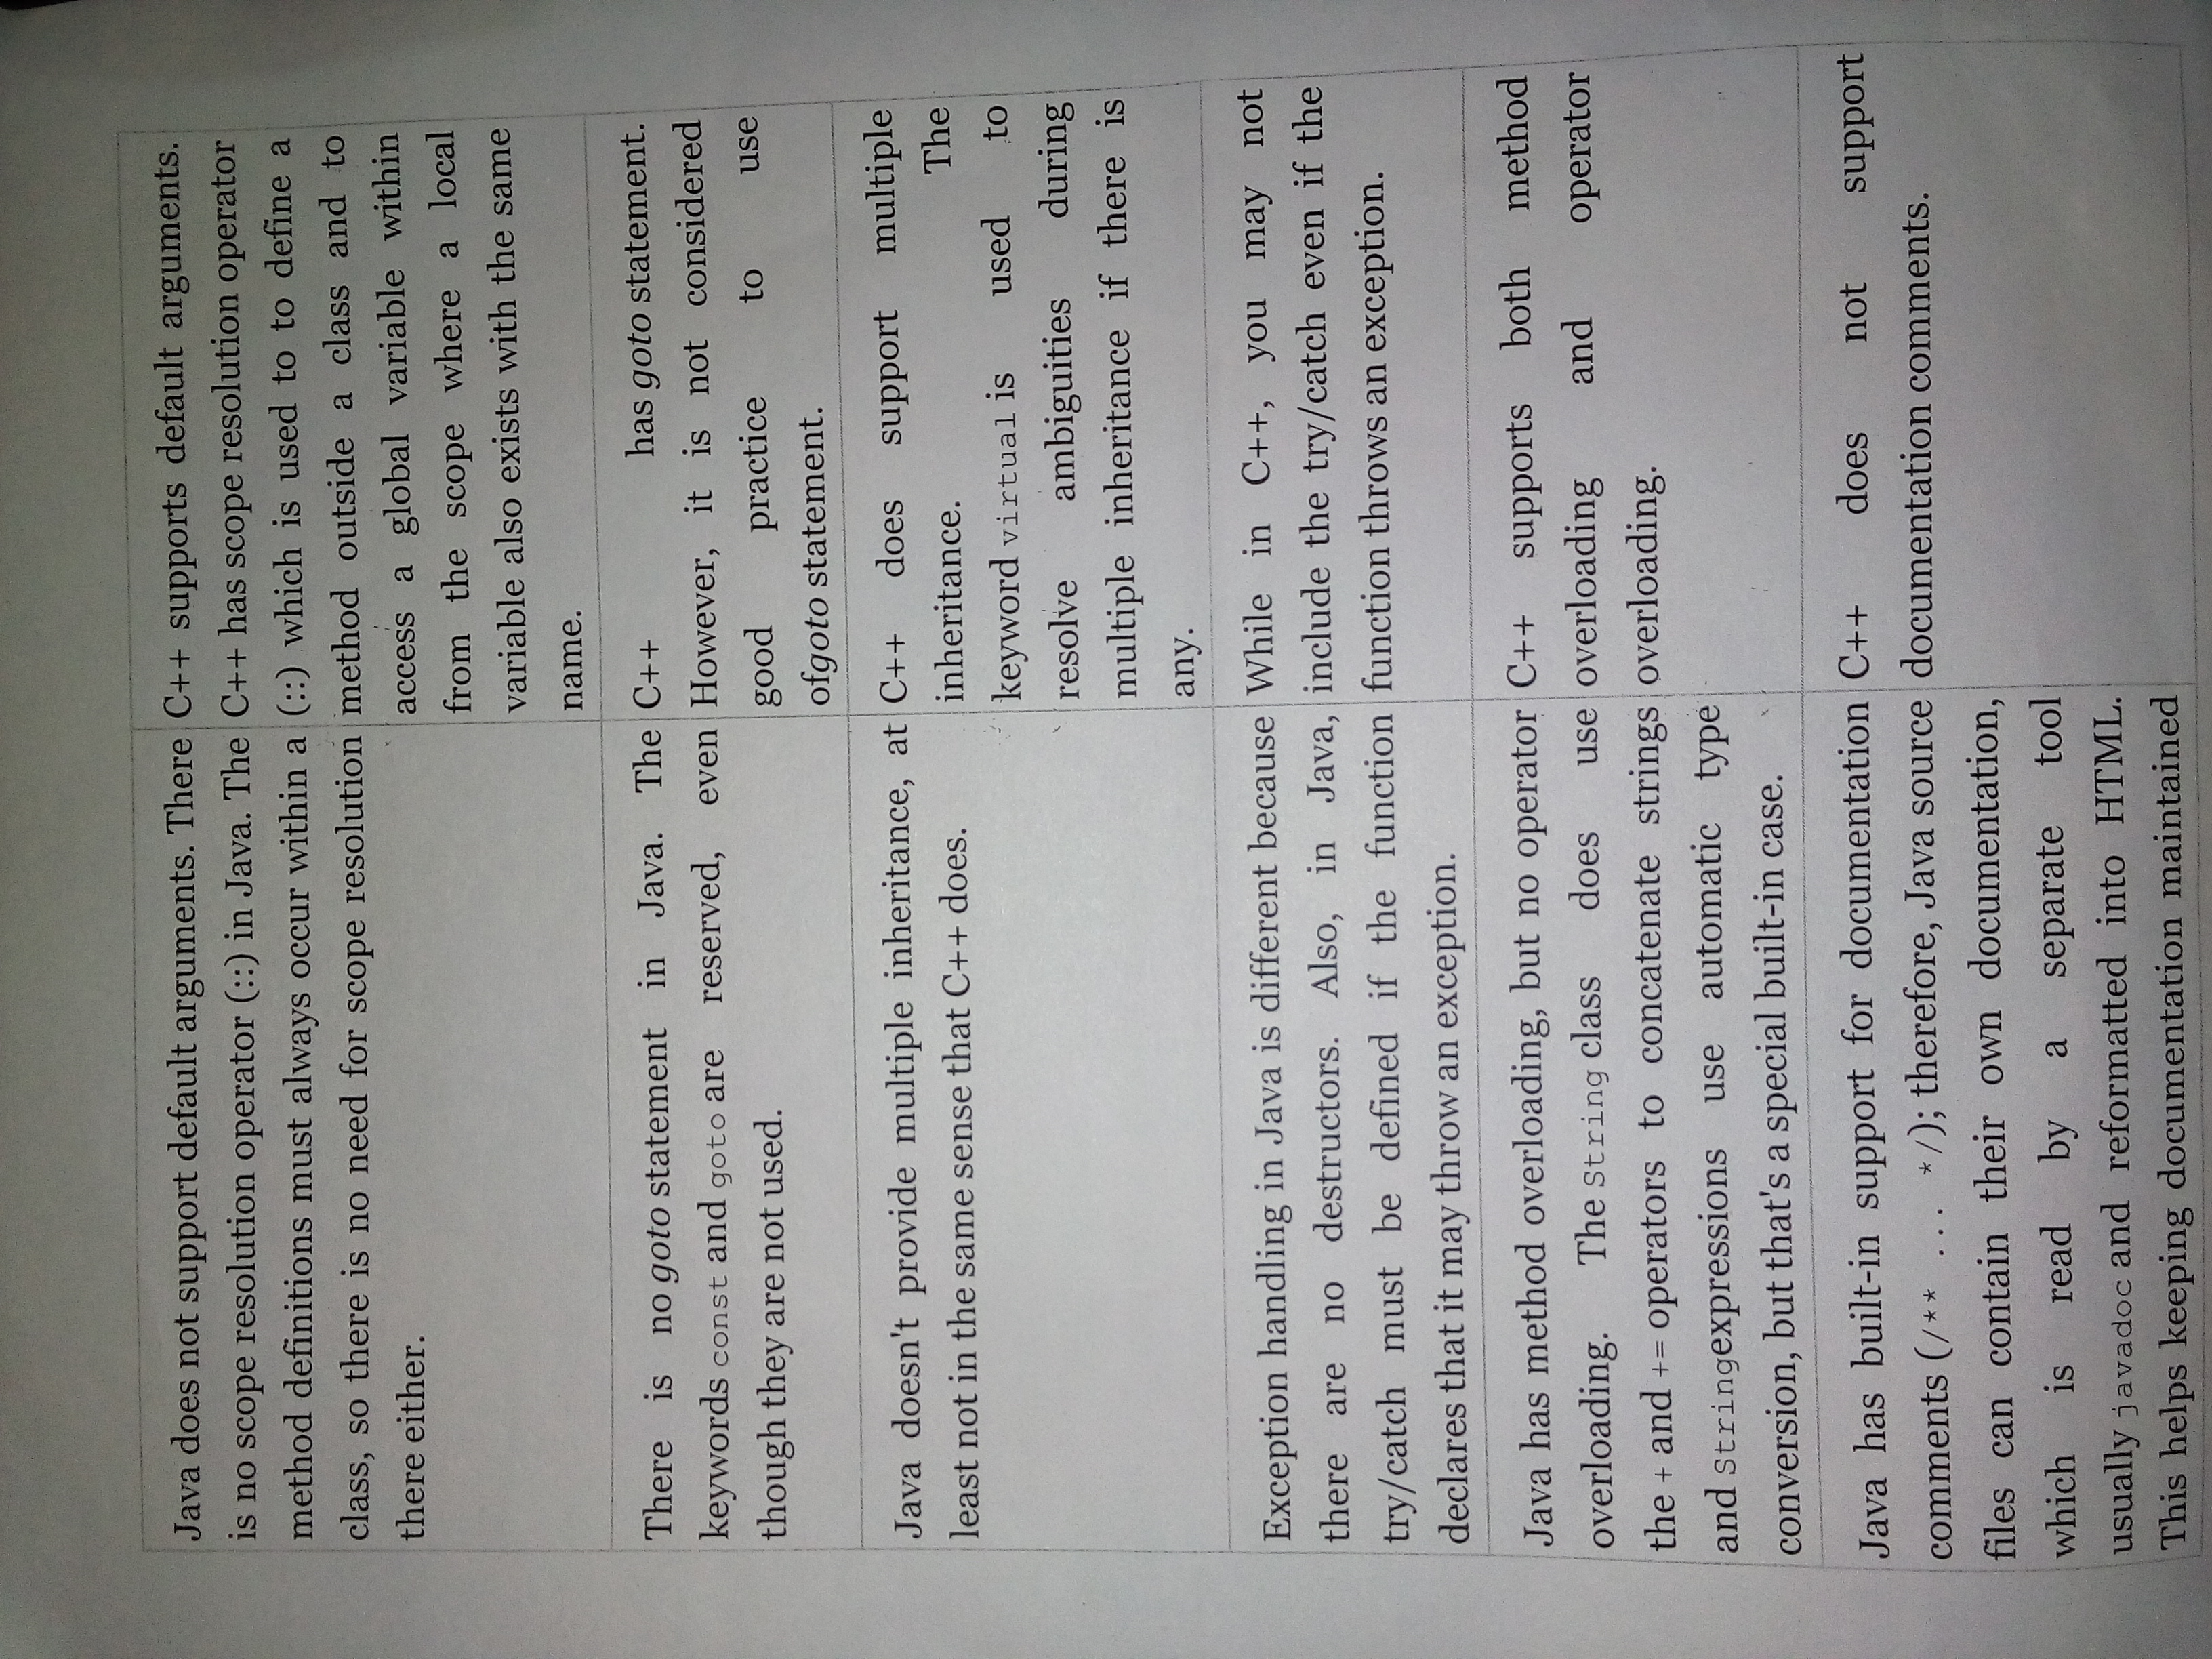 Java does not support default arguments. There
is no scope resolution operator (::) in Java. The
method definitions must always occur within a
class, so there is no need for scope resolution
there either.
C++ supports default arguments.
C++ has scope resolution operator
(::) which is used to to define a
method outside a class and to
access a global variable within
from the scope where a local
variable also exists with the same
name.
There is no goto statement in Java. The
keywords const and goto are reserved, even
though they are not used.
C++ has goto statement.
However, it is not considered
good practice to use
ofgoto statement.
Java doesn't provide multiple inheritance, at
least not in the same sense that C++ does.
C++ does support multiple
inheritance. The
keyword virtual is used to
resolve ambiguities during
multiple inheritance if there is
any.
Exception handling in Java is different because
there are no destructors. Also, in Java,
try/catch must be defined if the function
declares that it may throw an exception.
While in C++, you may not
include the try/catch even if the
function throws an exception.
Java has method overloading, but no operator
overloading. The String class does use
the + and += operators to concatenate strings
and Stringexpressions use automatic type
conversion, but that's a special built-in case.
C++ supports both method
overloading and operator
overloading.
Java has built-in support for documentation
comments (/** ... */); therefore, Java source
files can contain their own documentation,
which is read by a separate tool
usually javadoc and reformatted into HTML.
This helps keeping documentation maintained
C++ does not support
documentation comments.